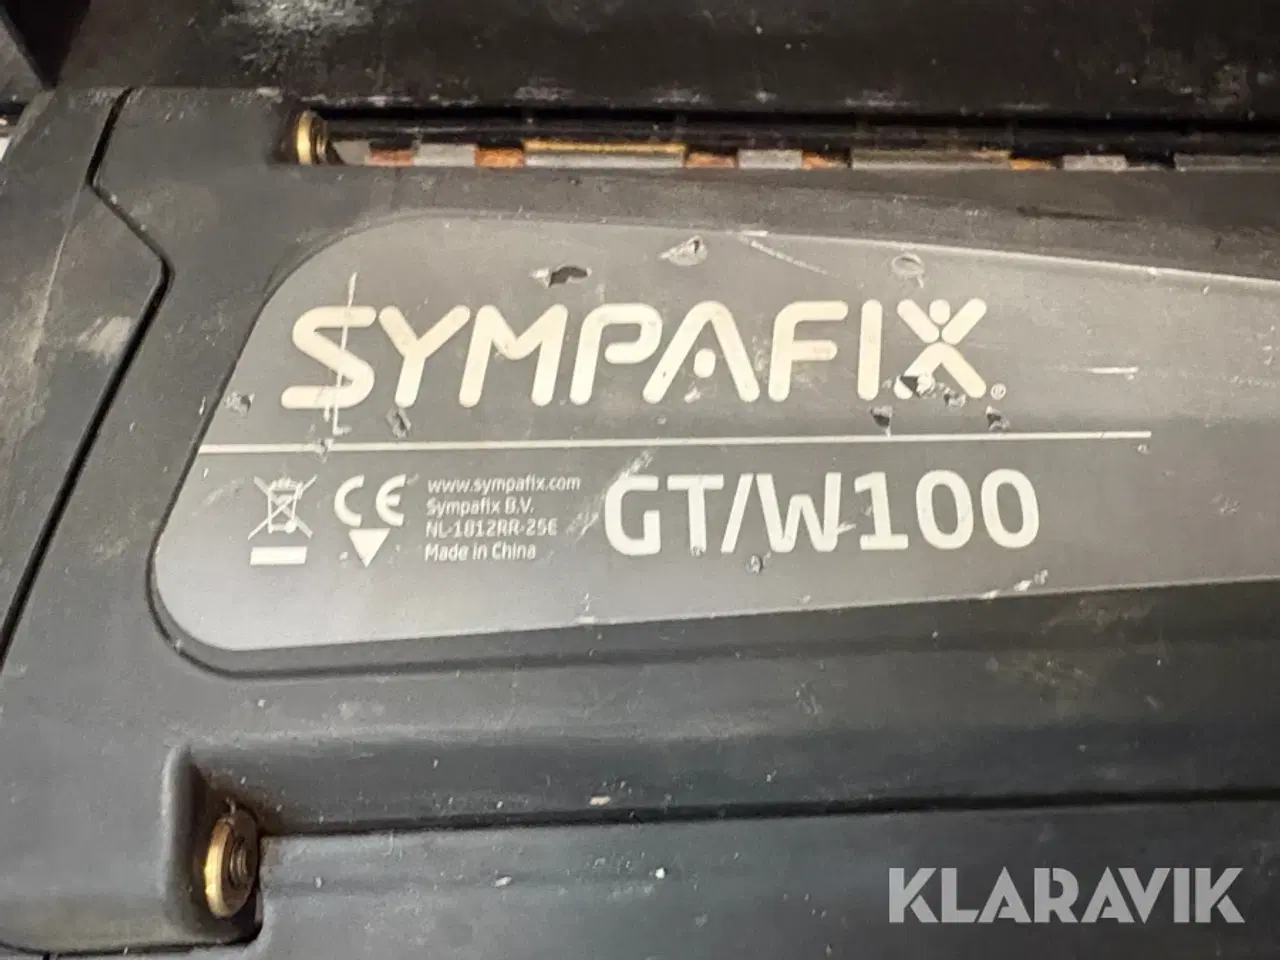 SYMPAFIX®
CE
www.sympafix.com
Sympafix B.V.
NL-1812RR-25E
Made in China
GT/W100
KLARAVIK